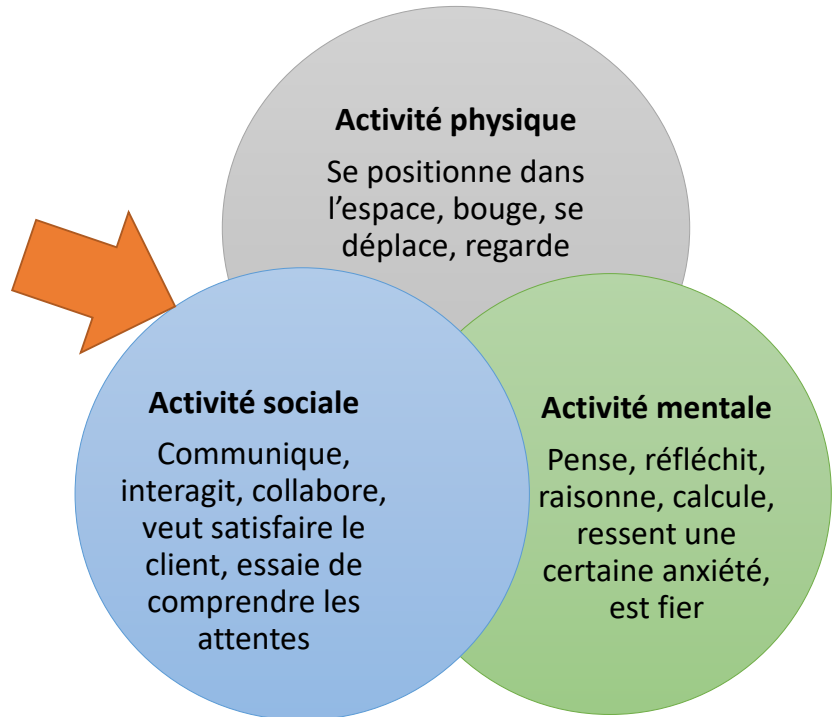 Activité physique
Se positionne dans
l’espace, bouge, se
déplace, regarde
Activité sociale
Communique,
interagit, collabore,
veut satisfaire le
client, essaie de
comprendre les
attentes
Activité mentale
Pense, réfléchit,
raisonne, calcule,
ressent une
certaine anxiété,
est fier